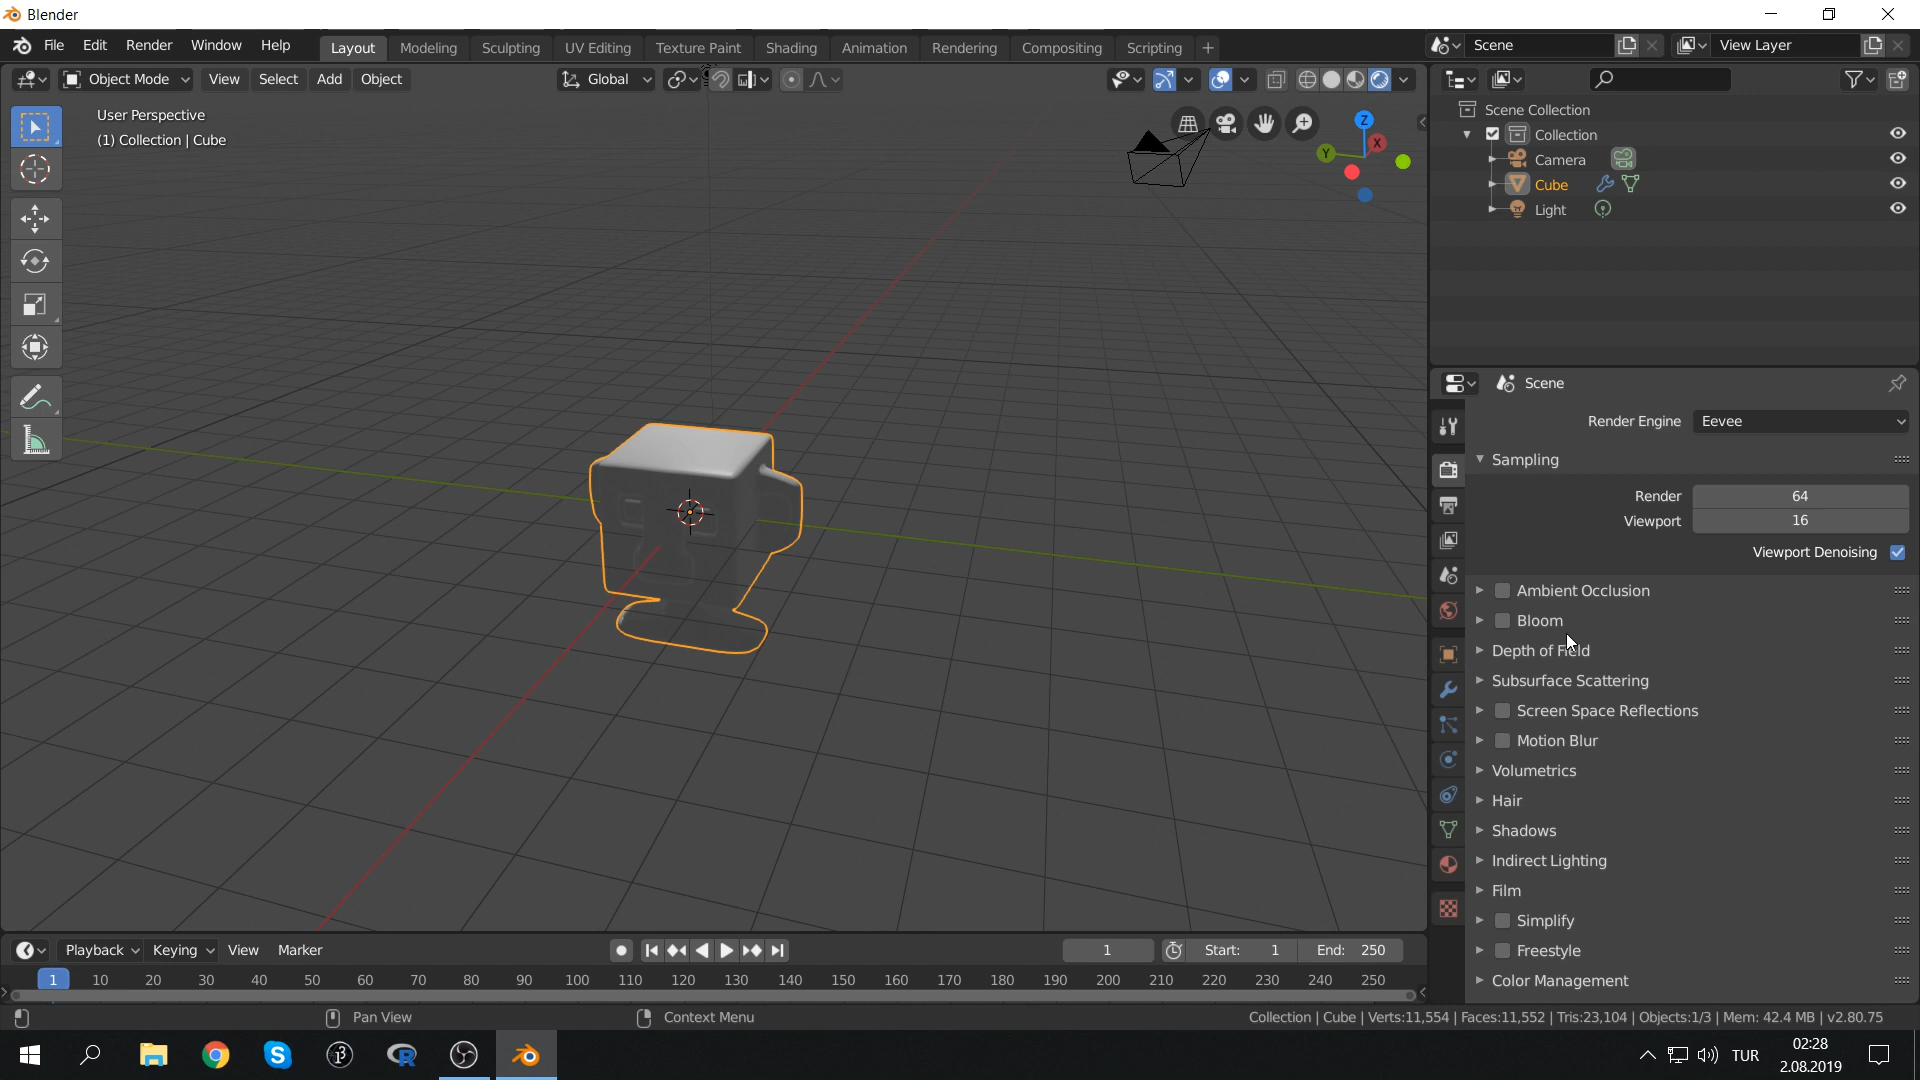 Blender
File Edit Render Window Help Layout Modeling Sculpting UV Editing Texture Paint Shading Animation Rendering Compositing Scripting + Scene View Layer
Object Mode View Select Add Object Global
User Perspective
(1) Collection | Cube
Z
X
Y
Scene Collection
Collection
Camera
Cube
Light
Scene
Render Engine Eevee
Sampling
Render 64
Viewport 16
Viewport Denoising
Ambient Occlusion
Bloom
Depth of Field
Subsurface Scattering
Screen Space Reflections
Motion Blur
Volumetrics
Hair
Shadows
Indirect Lighting
Film
Simplify
Freestyle
Color Management
Playback Keying View Marker 1 Start: 1 End: 250
1 10 20 30 40 50 60 70 80 90 100 110 120 130 140 150 160 170 180 190 200 210 220 230 240 250
Pan View Context Menu Collection | Cube | Verts:11,554 | Faces:11,552 | Tris:23,104 | Objects:1/3 | Mem: 42.4 MB | v2.80.75
TUR
02:28
2.08.2019